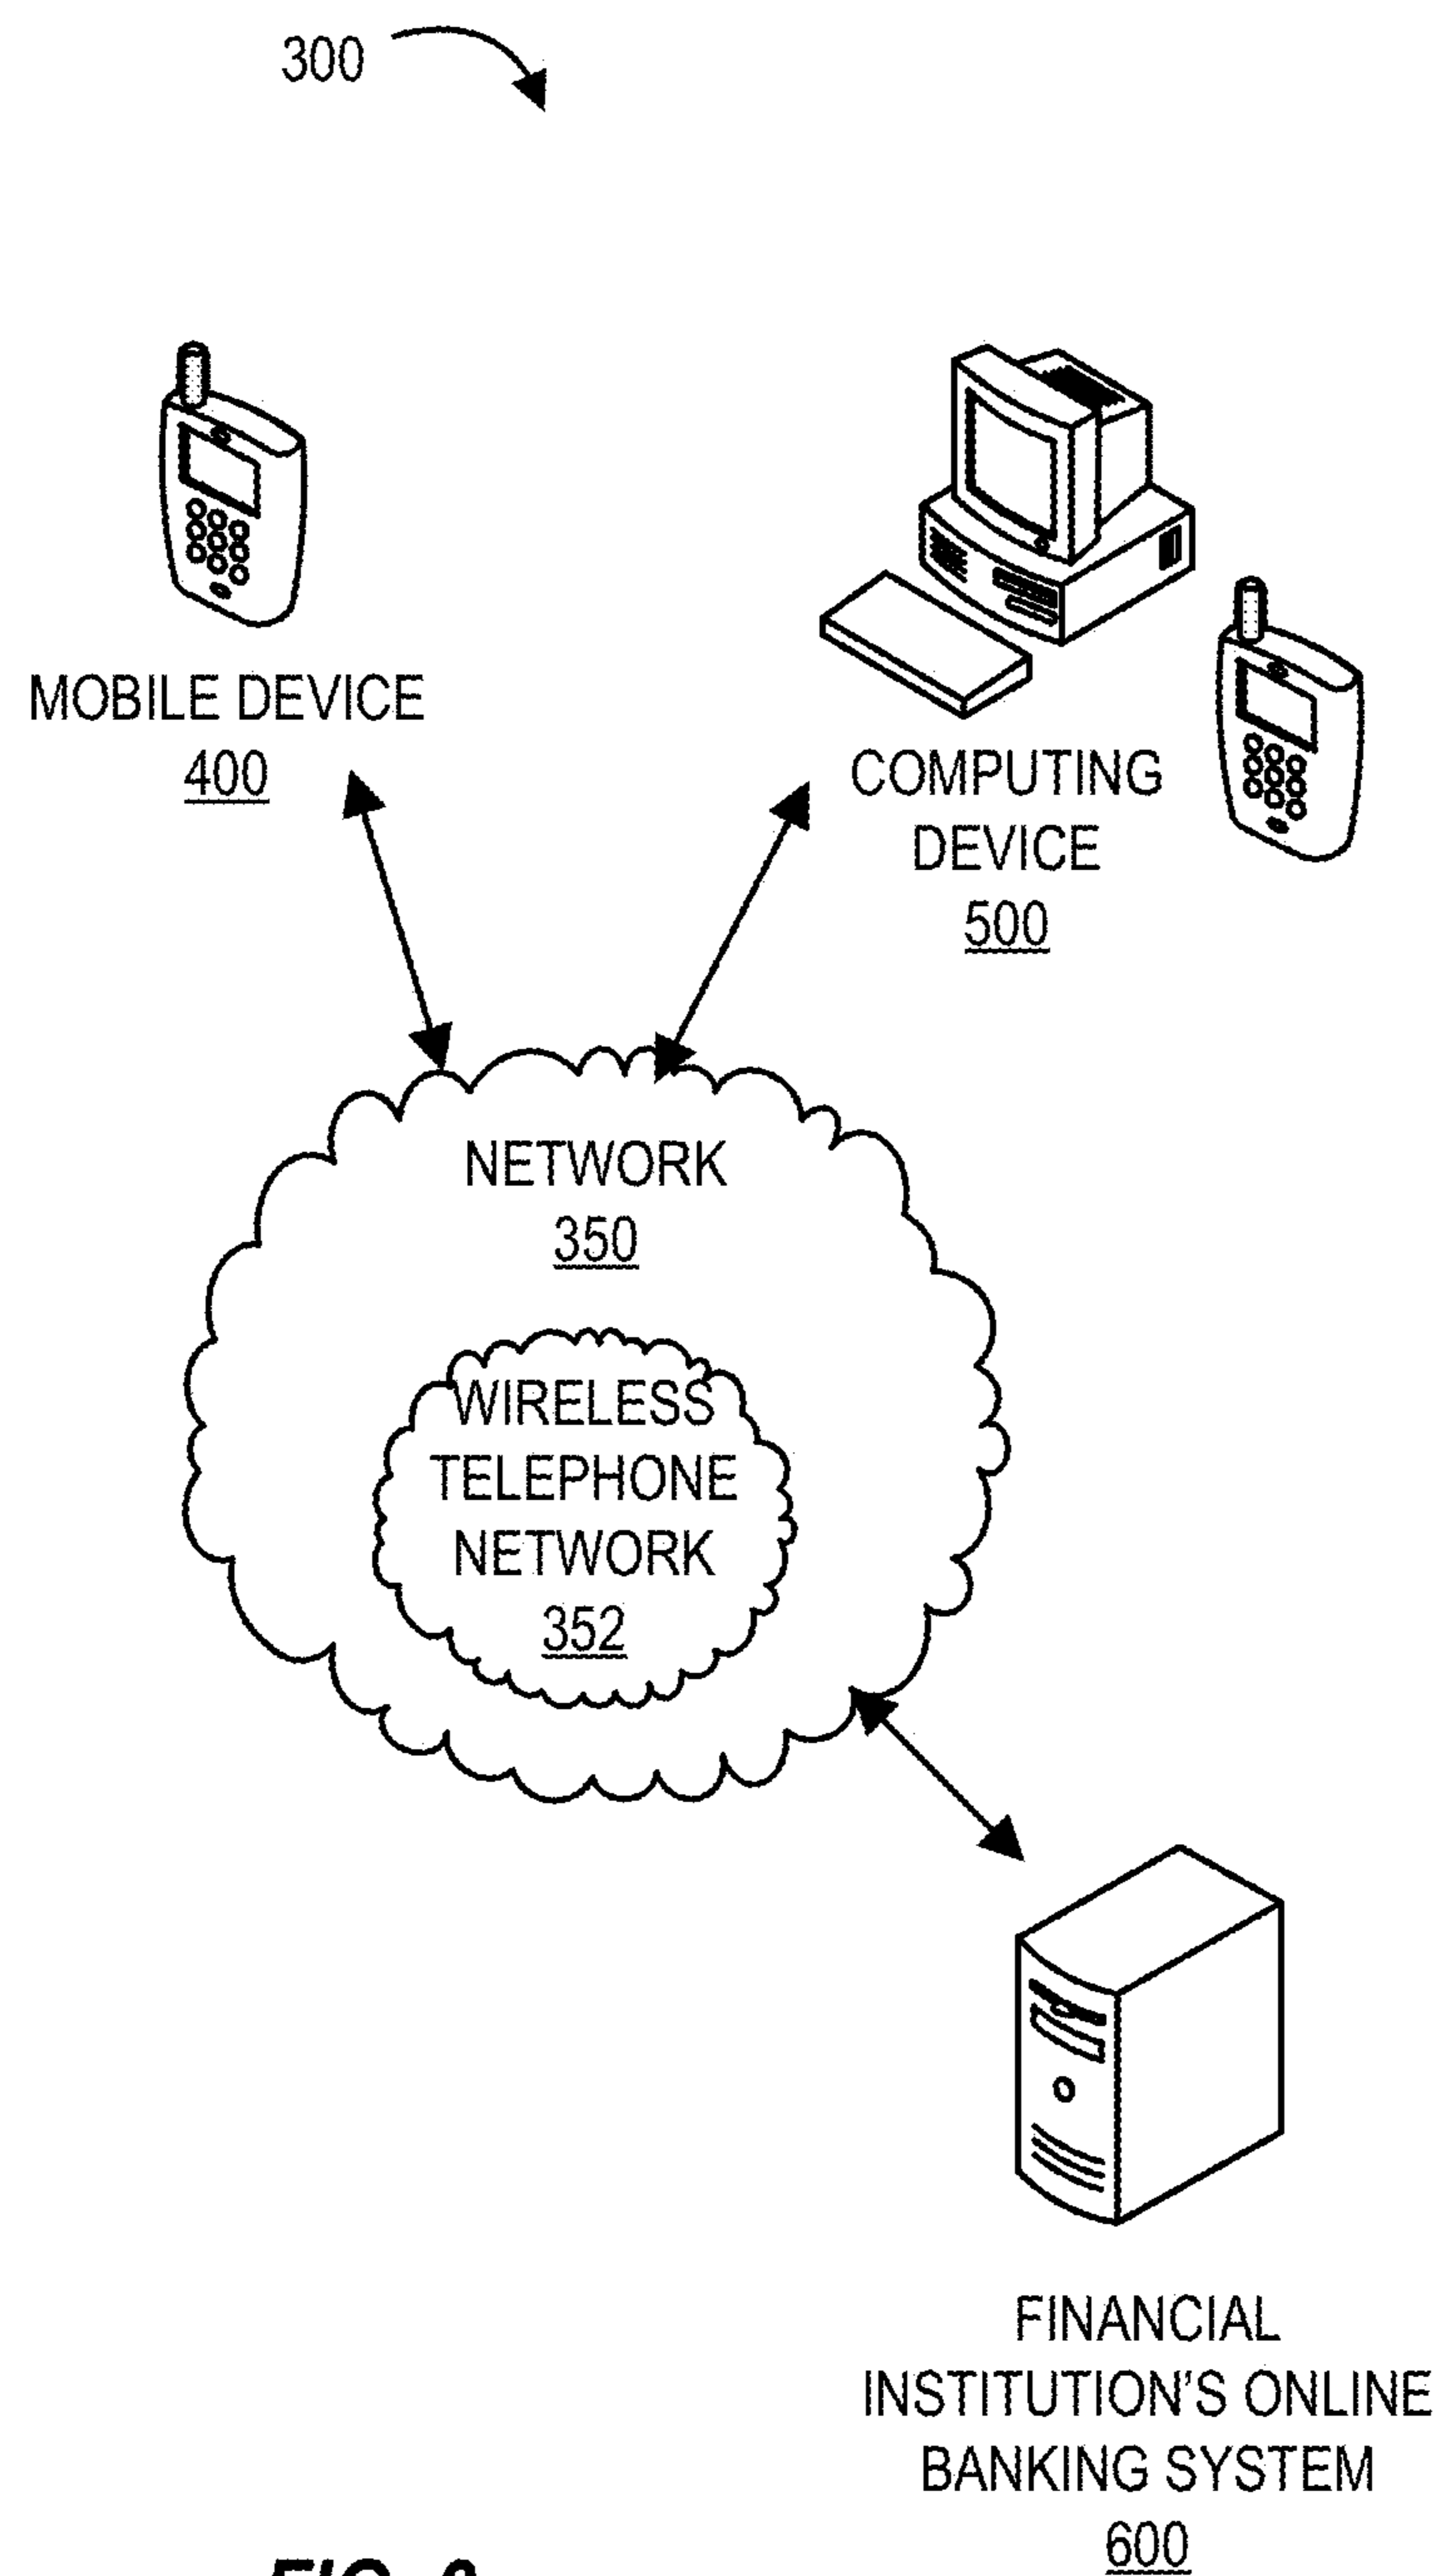 300
MOBILE DEVICE
400
COMPUTING
DEVICE
500
NETWORK
350
WIRELESS
TELEPHONE
NETWORK
352
FINANCIAL
INSTITUTION'S ONLINE
BANKING SYSTEM
600
FIG.